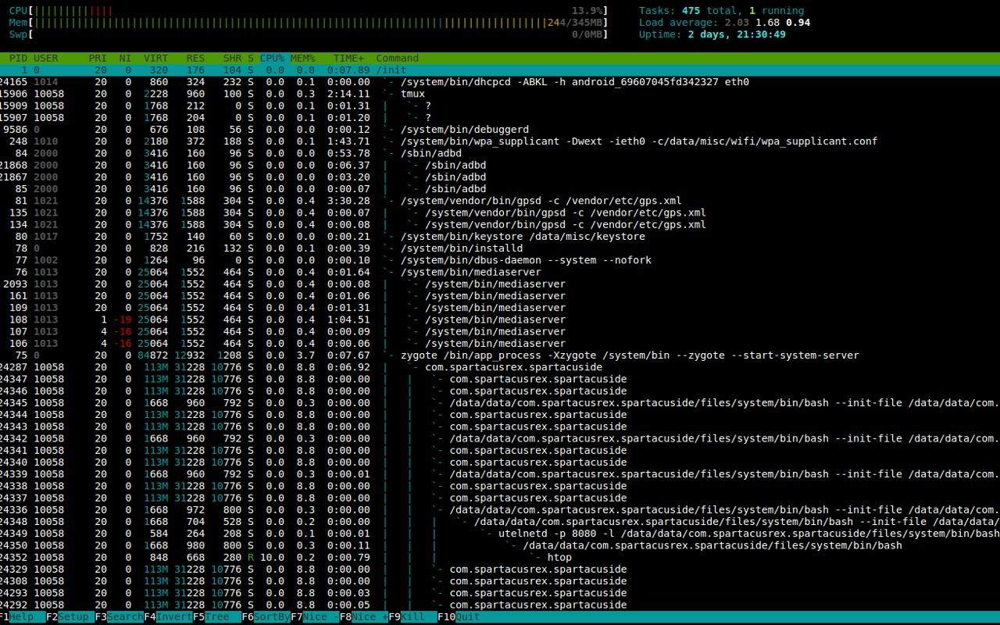 CPU[||||||||||||| 13.9%] Tasks: 475 total, 1 running
Mem[||||||||||||||||||||||||||||||||||||||||||||||||||||||||||||||||||||||||||||||||||||244/345MB] Load average: 2.03 1.68 0.94
Swp[ 0/0MB] Uptime: 2 days, 21:30:49
PID USER PRI NI VIRT RES SHR S CPU% MEM% TIME+ Command
1 0 20 0 320 176 104 S 0.0 0.0 0:07.89 /init
24165 1014 20 0 860 324 232 S 0.0 0.1 0:00.00 `- /system/bin/dhcpcd -ABKL -h android_69607045fd342327 eth0
15906 10058 20 0 2228 960 100 S 0.0 0.3 2:14.11 `- tmux
15909 10058 20 0 1768 212 0 S 0.0 0.1 0:01.31 | `- ?
15907 10058 20 0 1768 204 0 S 0.0 0.1 0:01.20 | `- ?
9586 0 20 0 676 108 56 S 0.0 0.0 0:00.12 `- /system/bin/debuggerd
248 1010 20 0 2180 372 188 S 0.0 0.1 1:43.71 `- /system/bin/wpa_supplicant -Dwext -ieth0 -c/data/misc/wifi/wpa_supplicant.conf
84 2000 20 0 3416 160 96 S 0.0 0.0 0:53.78 `- /sbin/adbd
21868 2000 20 0 3416 160 96 S 0.0 0.0 0:06.37 | `- /sbin/adbd
21867 2000 20 0 3416 160 96 S 0.0 0.0 0:03.20 | `- /sbin/adbd
85 2000 20 0 3416 160 96 S 0.0 0.0 0:00.07 | `- /sbin/adbd
81 1021 20 0 14376 1588 304 S 0.0 0.4 3:30.28 `- /system/vendor/bin/gpsd -c /vendor/etc/gps.xml
135 1021 20 0 14376 1588 304 S 0.0 0.4 0:00.07 | `- /system/vendor/bin/gpsd -c /vendor/etc/gps.xml
134 1021 20 0 14376 1588 304 S 0.0 0.4 0:00.08 | `- /system/vendor/bin/gpsd -c /vendor/etc/gps.xml
80 1017 20 0 1752 140 60 S 0.0 0.0 0:00.21 `- /system/bin/keystore /data/misc/keystore
78 0 20 0 828 216 132 S 0.0 0.1 0:00.39 `- /system/bin/installd
77 1002 20 0 1264 96 0 S 0.0 0.0 0:00.10 `- /system/bin/dbus-daemon --system --nofork
76 1013 20 0 25064 1552 464 S 0.0 0.4 0:01.64 `- /system/bin/mediaserver
2093 1013 20 0 25064 1552 464 S 0.0 0.4 0:00.08 | `- /system/bin/mediaserver
161 1013 20 0 25064 1552 464 S 0.0 0.4 0:01.06 | `- /system/bin/mediaserver
109 1013 20 0 25064 1552 464 S 0.0 0.4 0:01.31 | `- /system/bin/mediaserver
108 1013 1 -19 25064 1552 464 S 0.0 0.4 1:04.51 | `- /system/bin/mediaserver
107 1013 4 -16 25064 1552 464 S 0.0 0.4 0:00.09 | `- /system/bin/mediaserver
106 1013 4 -16 25064 1552 464 S 0.0 0.4 0:00.06 | `- /system/bin/mediaserver
75 0 20 0 84872 12932 1208 S 0.0 3.7 0:07.67 `- zygote /bin/app_process -Xzygote /system/bin --zygote --start-system-server
24287 10058 20 0 113M 31228 10776 S 0.0 8.8 0:06.92 | `- com.spartacusrex.spartacuside
24347 10058 20 0 113M 31228 10776 S 0.0 8.8 0:00.00 | | `- com.spartacusrex.spartacuside
24346 10058 20 0 113M 31228 10776 S 0.0 8.8 0:00.00 | | `- com.spartacusrex.spartacuside
24345 10058 20 0 1668 960 792 S 0.0 0.3 0:00.00 | | `- /data/data/com.spartacusrex.spartacuside/files/system/bin/bash --init-file /data/data/com.
24344 10058 20 0 113M 31228 10776 S 0.0 8.8 0:00.00 | | `- com.spartacusrex.spartacuside
24343 10058 20 0 113M 31228 10776 S 0.0 8.8 0:00.00 | | `- com.spartacusrex.spartacuside
24342 10058 20 0 1668 960 792 S 0.0 0.3 0:00.00 | | `- /data/data/com.spartacusrex.spartacuside/files/system/bin/bash --init-file /data/data/com.
24341 10058 20 0 113M 31228 10776 S 0.0 8.8 0:00.00 | | `- com.spartacusrex.spartacuside
24340 10058 20 0 113M 31228 10776 S 0.0 8.8 0:00.00 | | `- com.spartacusrex.spartacuside
24339 10058 20 0 1668 960 792 S 0.0 0.3 0:00.01 | | `- /data/data/com.spartacusrex.spartacuside/files/system/bin/bash --init-file /data/data/com.
24338 10058 20 0 113M 31228 10776 S 0.0 8.8 0:00.00 | | `- com.spartacusrex.spartacuside
24337 10058 20 0 113M 31228 10776 S 0.0 8.8 0:00.00 | | `- com.spartacusrex.spartacuside
24336 10058 20 0 1668 972 800 S 0.0 0.3 0:00.00 | | `- /data/data/com.spartacusrex.spartacuside/files/system/bin/bash --init-file /data/data/com.
24348 10058 20 0 1668 704 528 S 0.0 0.2 0:00.00 | | | `- /data/data/com.spartacusrex.spartacuside/files/system/bin/bash --init-file /data/data/
24349 10058 20 0 584 264 208 S 0.0 0.1 0:00.01 | | | `- utelnetd -p 8080 -l /data/data/com.spartacusrex.spartacuside/files/system/bin/bash
24350 10058 20 0 1668 980 800 S 0.0 0.3 0:00.11 | | | `- /data/data/com.spartacusrex.spartacuside/files/system/bin/bash
24352 10058 20 0 848 668 280 R 10.0 0.2 0:00.79 | | | `- htop
24329 10058 20 0 113M 31228 10776 S 0.0 8.8 0:00.00 | | `- com.spartacusrex.spartacuside
24308 10058 20 0 113M 31228 10776 S 0.0 8.8 0:00.00 | | `- com.spartacusrex.spartacuside
24293 10058 20 0 113M 31228 10776 S 0.0 8.8 0:00.03 | | `- com.spartacusrex.spartacuside
24292 10058 20 0 113M 31228 10776 S 0.0 8.8 0:00.05 | | `- com.spartacusrex.spartacuside
F1Help F2Setup F3SearchF4InvertF5Tree F6SortByF7Nice -F8Nice +F9Kill F10Quit